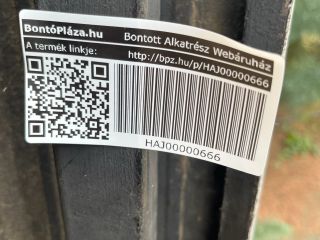 BontóPláza.hu Bontott Alkatrész Webáruház
A termék linkje: http://bpz.hu/p/HAJ00000666
HAJ00000666